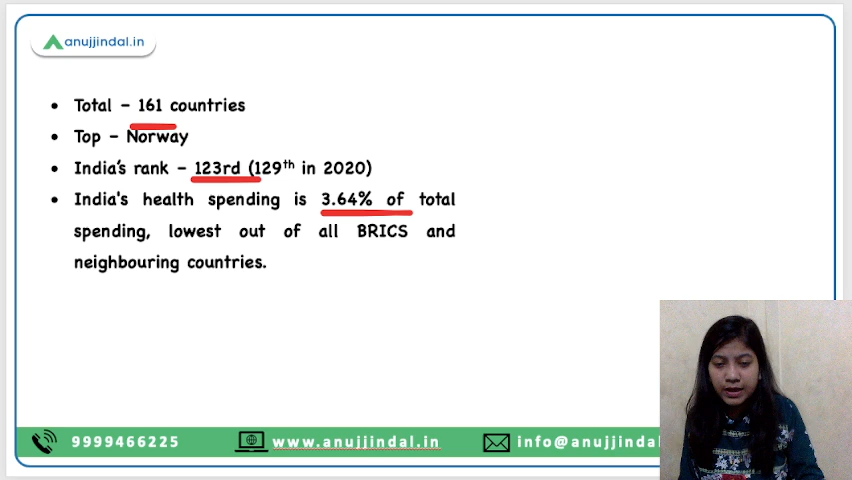 anujjindal.in
• Total – 161 countries
• Top – Norway
• India's rank – 123rd (129th in 2020)
• India's health spending is 3.64% of total
spending, lowest out of all BRICS and
neighbouring countries.
9999466225 www.anujjindal.in info@anujjindal